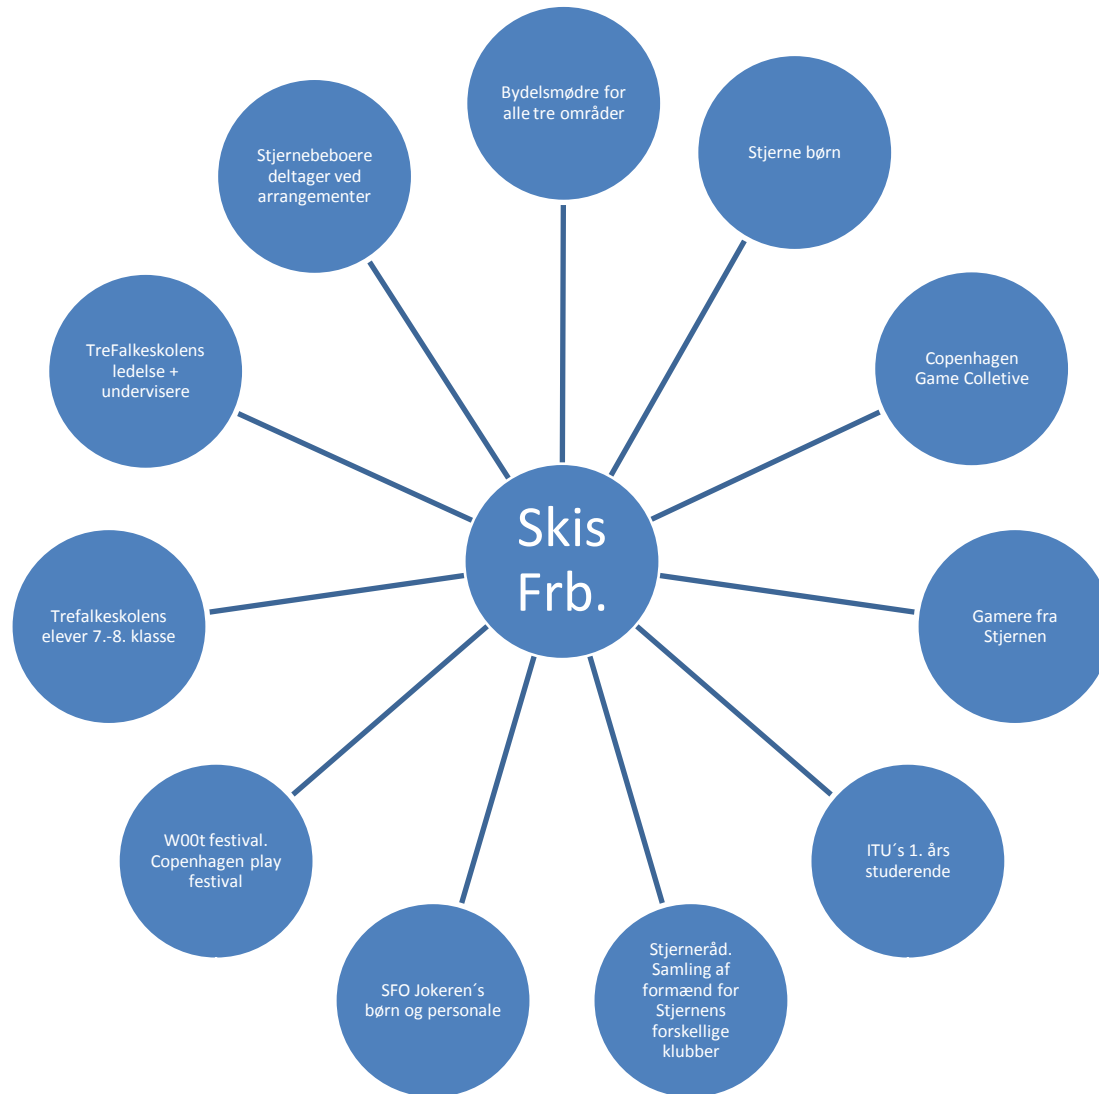 Bydelsmødre for
alle tre områder
Stjerne børn
Copenhagen
Game Colletive
Gamere fra
Stjernen
ITU´s 1. års
studerende
Stjerneråd.
Samling af
formænd for
Stjernens
forskellige
klubber
SFO Jokeren´s
børn og personale
W00t festival.
Copenhagen play
festival
Trefalkeskolens
elever 7.-8. klasse
TreFalkeskolens
ledelse +
undervisere
Stjernebeboere
deltager ved
arrangementer
Skis
Frb.